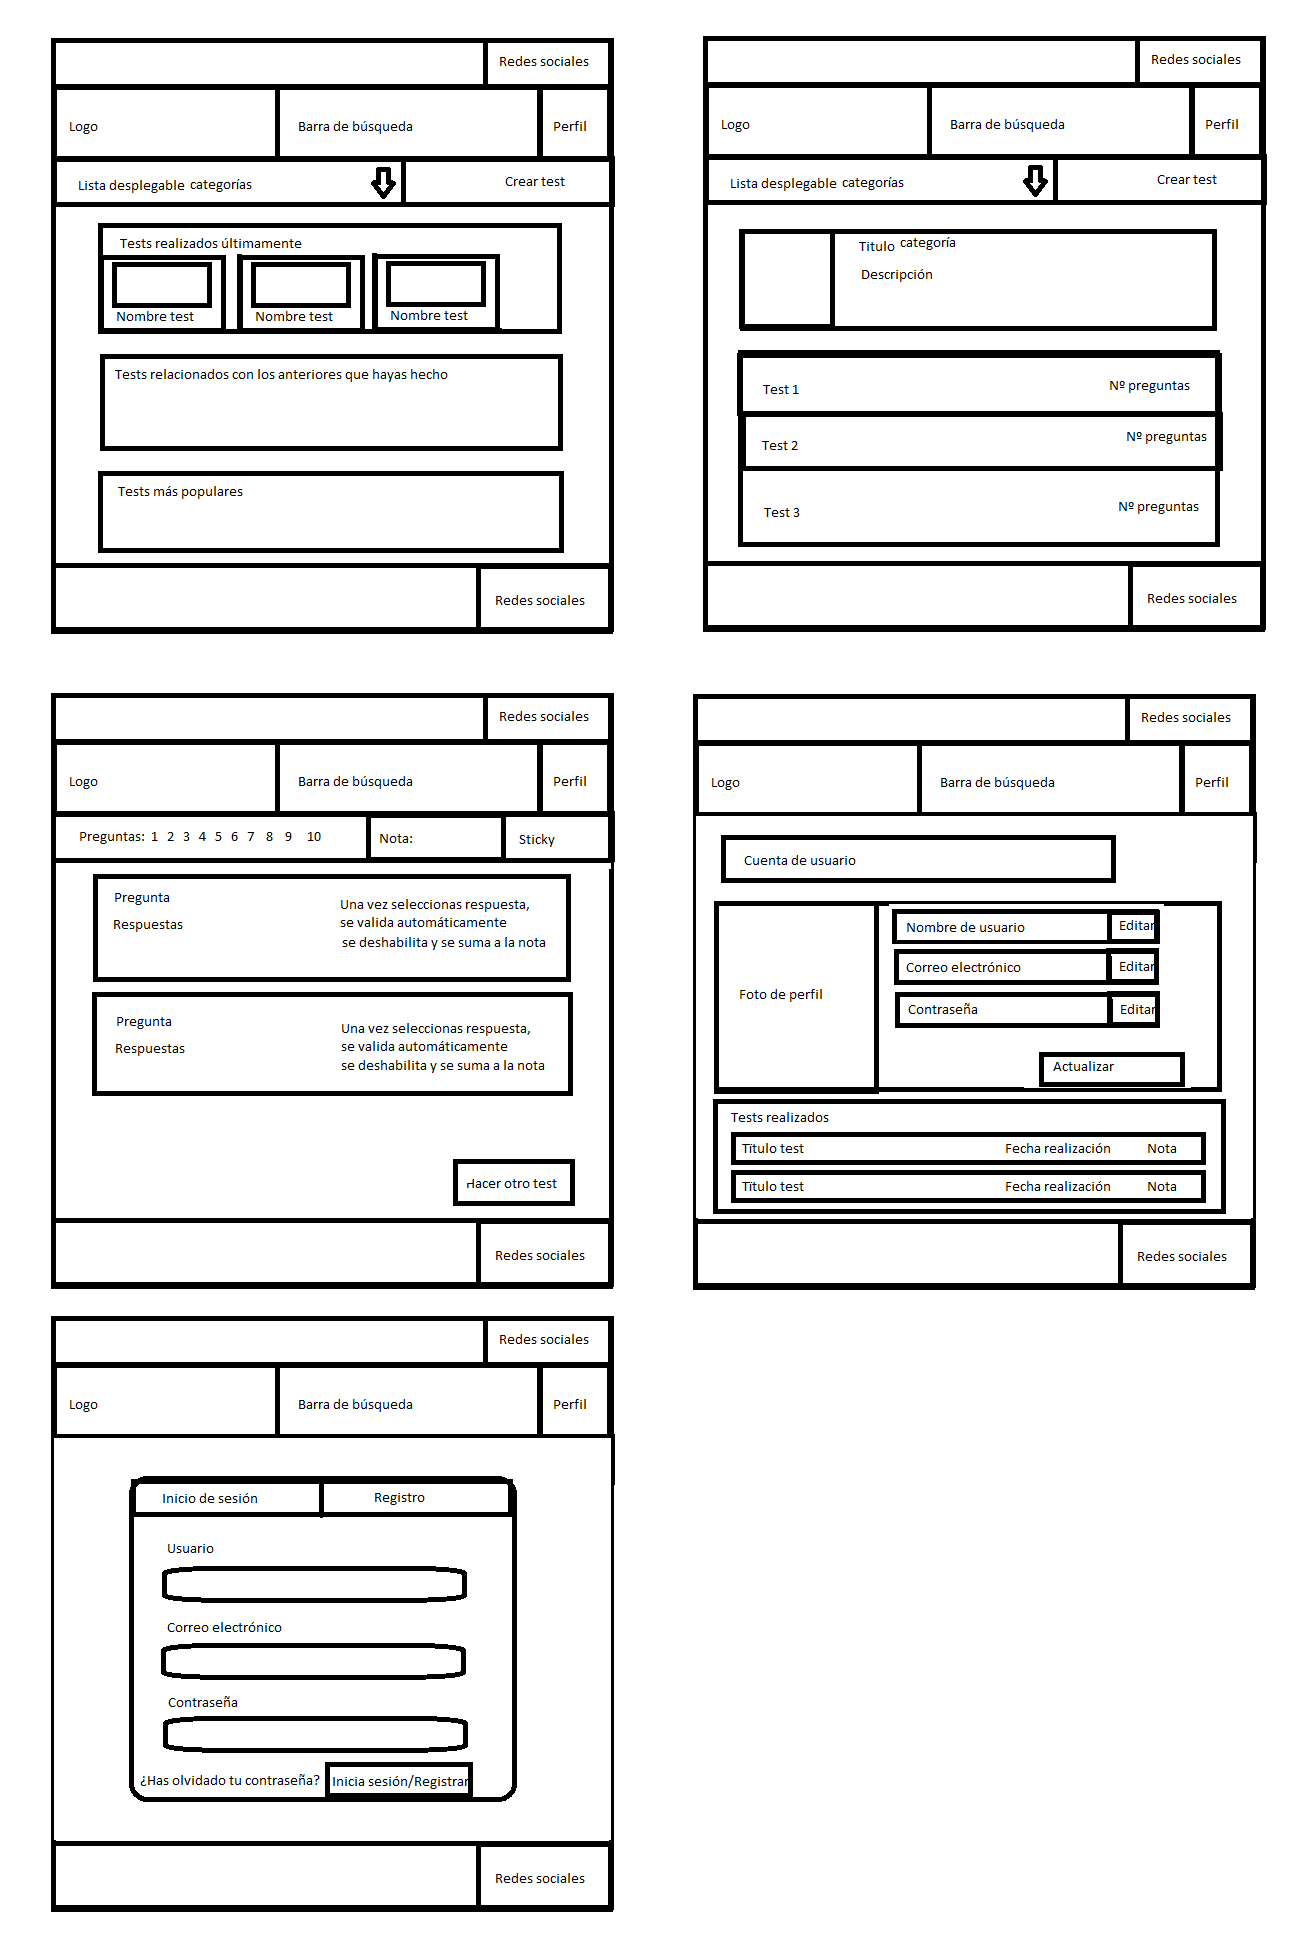 Redes sociales
Logo
Barra de búsqueda
Perfil
Lista desplegable categorías
Crear test
Tests realizados últimamente
Nombre test
Nombre test
Nombre test
Tests relacionados con los anteriores que hayas hecho
Tests más populares
Redes sociales
Redes sociales
Logo
Barra de búsqueda
Perfil
Lista desplegable categorías
Crear test
Titulo categoría
Descripción
Test 1
Nº preguntas
Test 2
Nº preguntas
Test 3
Nº preguntas
Redes sociales
Redes sociales
Logo
Barra de búsqueda
Perfil
Preguntas: 1 2 3 4 5 6 7 8 9 10
Nota:
Sticky
Pregunta
Respuestas
Una vez seleccionas respuesta,
se valida automáticamente
se deshabilita y se suma a la nota
Pregunta
Respuestas
Una vez seleccionas respuesta,
se valida automáticamente
se deshabilita y se suma a la nota
Hacer otro test
Redes sociales
Redes sociales
Logo
Barra de búsqueda
Perfil
Cuenta de usuario
Foto de perfil
Nombre de usuario
Editar
Correo electrónico
Editar
Contraseña
Editar
Actualizar
Tests realizados
Título test
Fecha realización
Nota
Título test
Fecha realización
Nota
Redes sociales
Redes sociales
Logo
Barra de búsqueda
Perfil
Inicio de sesión
Registro
Usuario
Correo electrónico
Contraseña
¿Has olvidado tu contraseña?
Inicia sesión/Registrar
Redes sociales